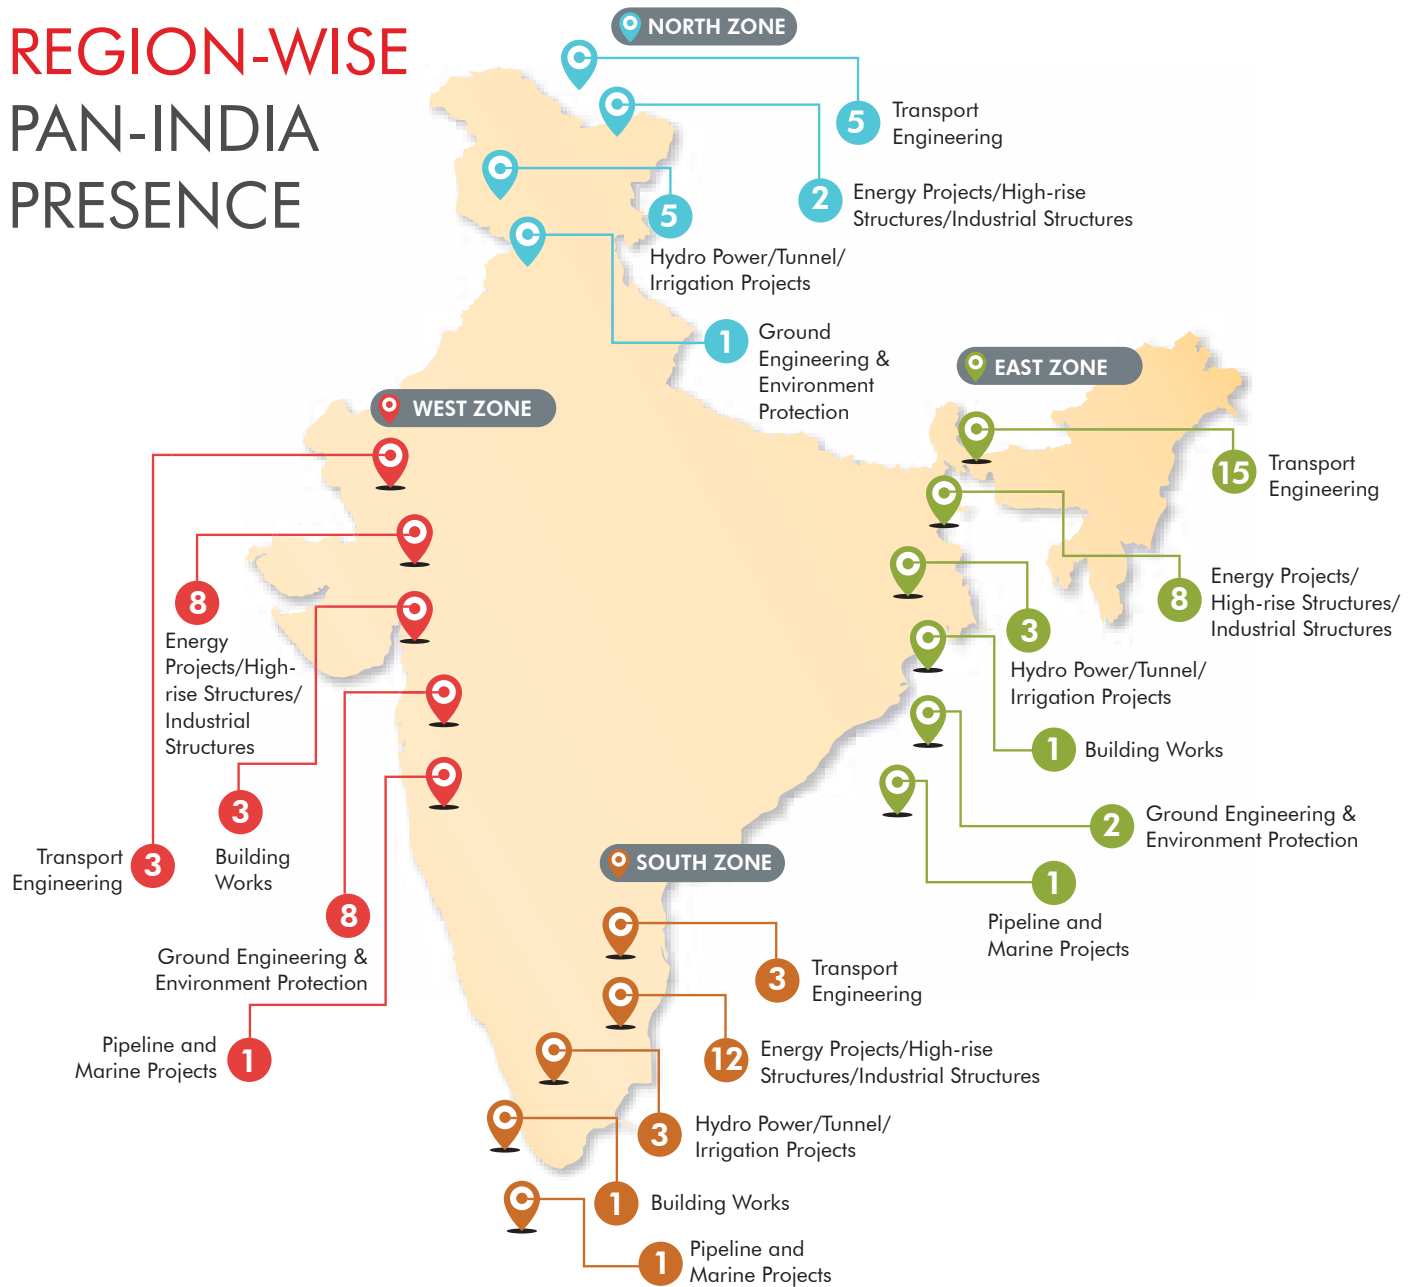 REGION-WISE
PAN-INDIA
PRESENCE
NORTH ZONE
5
Transport
Engineering
2
Energy Projects/High-rise
Structures/Industrial Structures
5
Hydro Power/Tunnel/
Irrigation Projects
1
Ground
Engineering &
Environment
Protection
EAST ZONE
15
Transport
Engineering
8
Energy Projects/
High-rise Structures/
Industrial Structures
3
Hydro Power/Tunnel/
Irrigation Projects
1
Building Works
2
Ground Engineering &
Environment Protection
1
Pipeline and
Marine Projects
WEST ZONE
8
Energy
Projects/High-
rise Structures/
Industrial
Structures
3
Building
Works
Transport
Engineering
3
8
Ground Engineering &
Environment Protection
Pipeline and
Marine Projects
1
SOUTH ZONE
3
Transport
Engineering
12
Energy Projects/High-rise
Structures/Industrial Structures
3
Hydro Power/Tunnel/
Irrigation Projects
1
Building Works
1
Pipeline and
Marine Projects